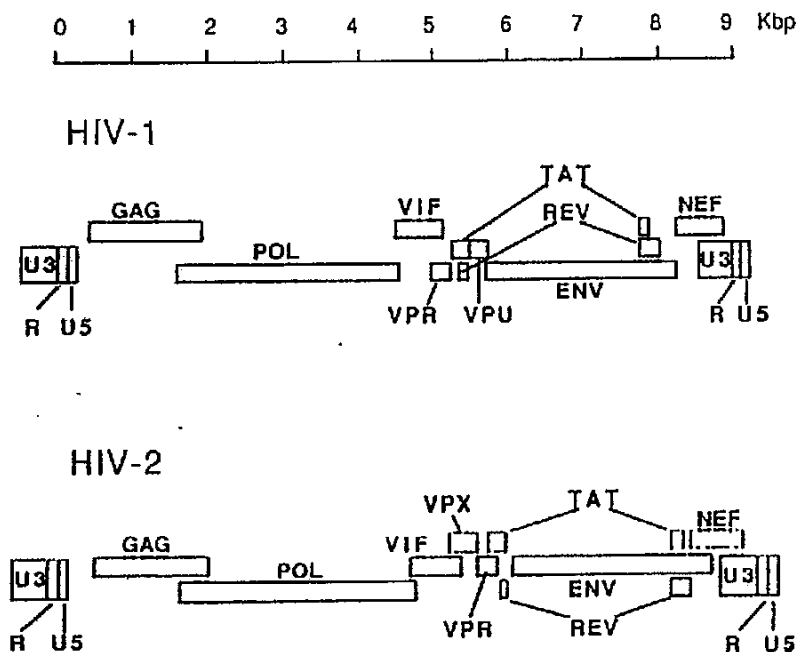 0 1 2 3 4 5 6 7 8 9 Kbp
HIV-1
TAT
GAG VIF REV NEF
U3 POL U3
ENV
R U5 VPR VPU R U5
HIV-2
VPX TAT NEF
GAG VIF
U3 POL ENV U3
R U5 VPR REV R U5